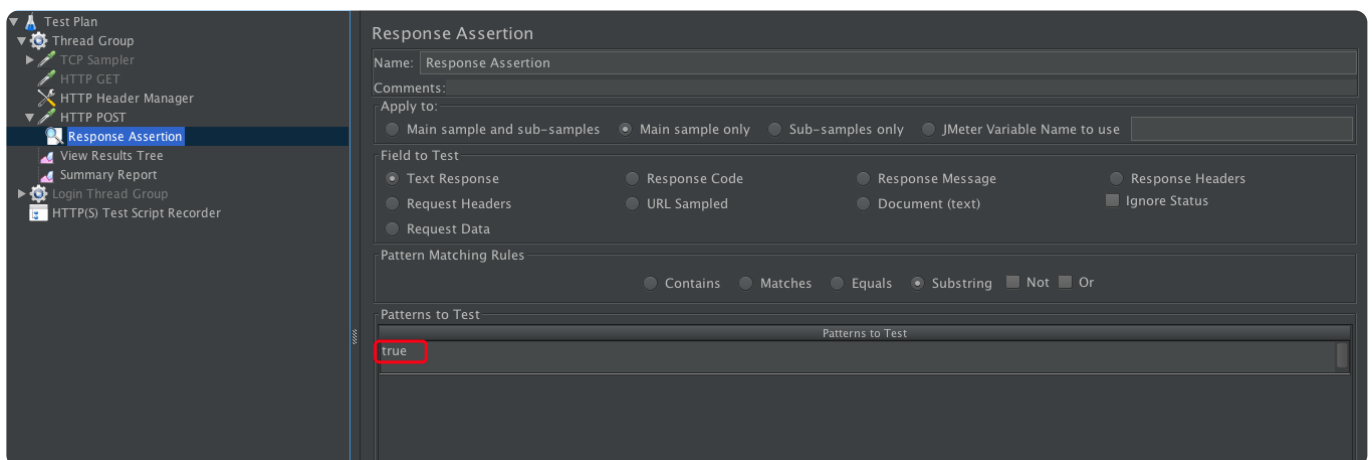 Test Plan
Thread Group
TCP Sampler
HTTP GET
HTTP Header Manager
HTTP POST
Response Assertion
View Results Tree
Summary Report
Login Thread Group
HTTP(S) Test Script Recorder
Response Assertion
Name: Response Assertion
Comments:
Apply to:
Main sample and sub-samples Main sample only Sub-samples only JMeter Variable Name to use
Field to Test
Text Response Response Code Response Message Response Headers
Request Headers URL Sampled Document (text) Ignore Status
Request Data
Pattern Matching Rules
Contains Matches Equals Substring Not Or
Patterns to Test
Patterns to Test
true